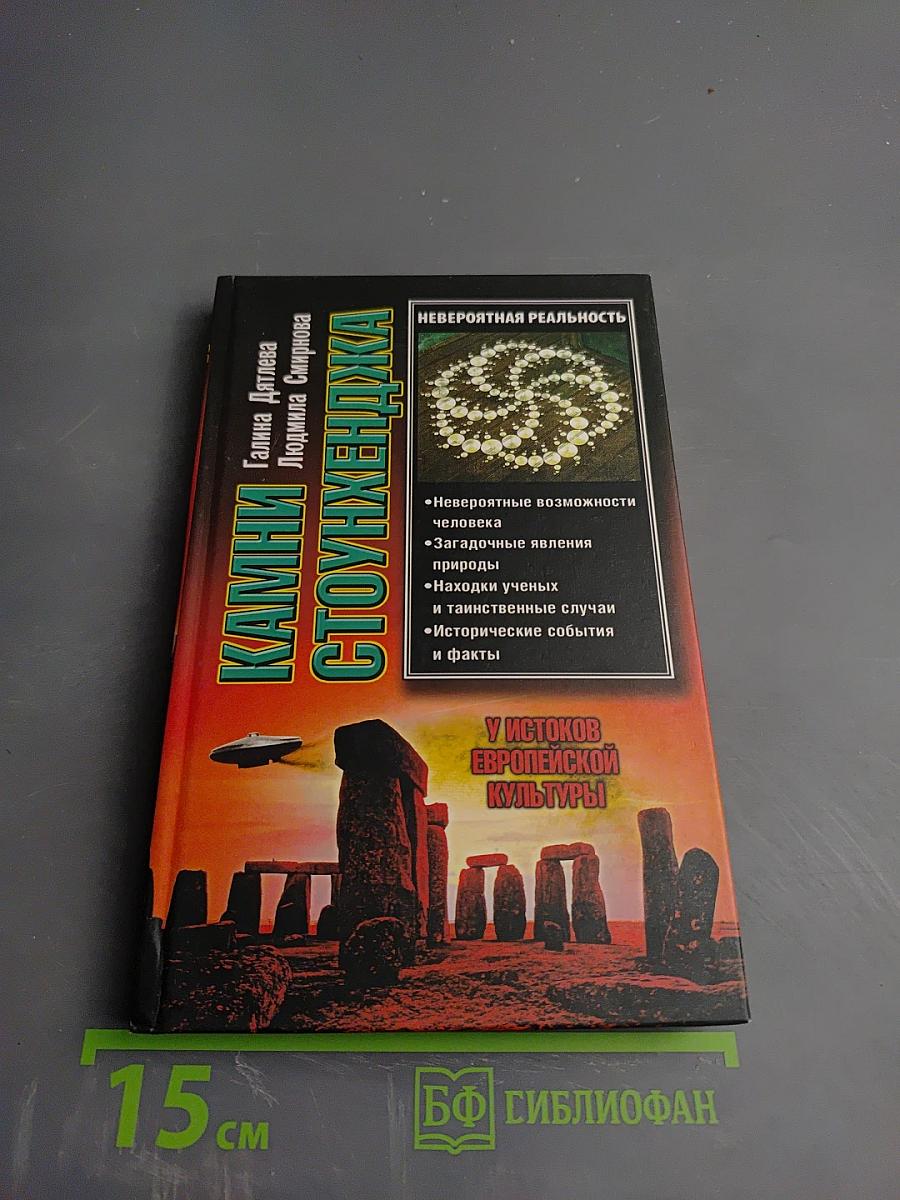 Галина Дятлева
Людмила Смирнова
КАМНИ
СТОУНХЕНДЖА
НЕВЕРОЯТНАЯ РЕАЛЬНОСТЬ
•Невероятные возможности
человека
•Загадочные явления
природы
•Находки ученых
и таинственные случаи
•Исторические события
и факты
У ИСТОКОВ
ЕВРОПЕЙСКОЙ
КУЛЬТУРЫ
15 см
БФ БИБЛИОФАН